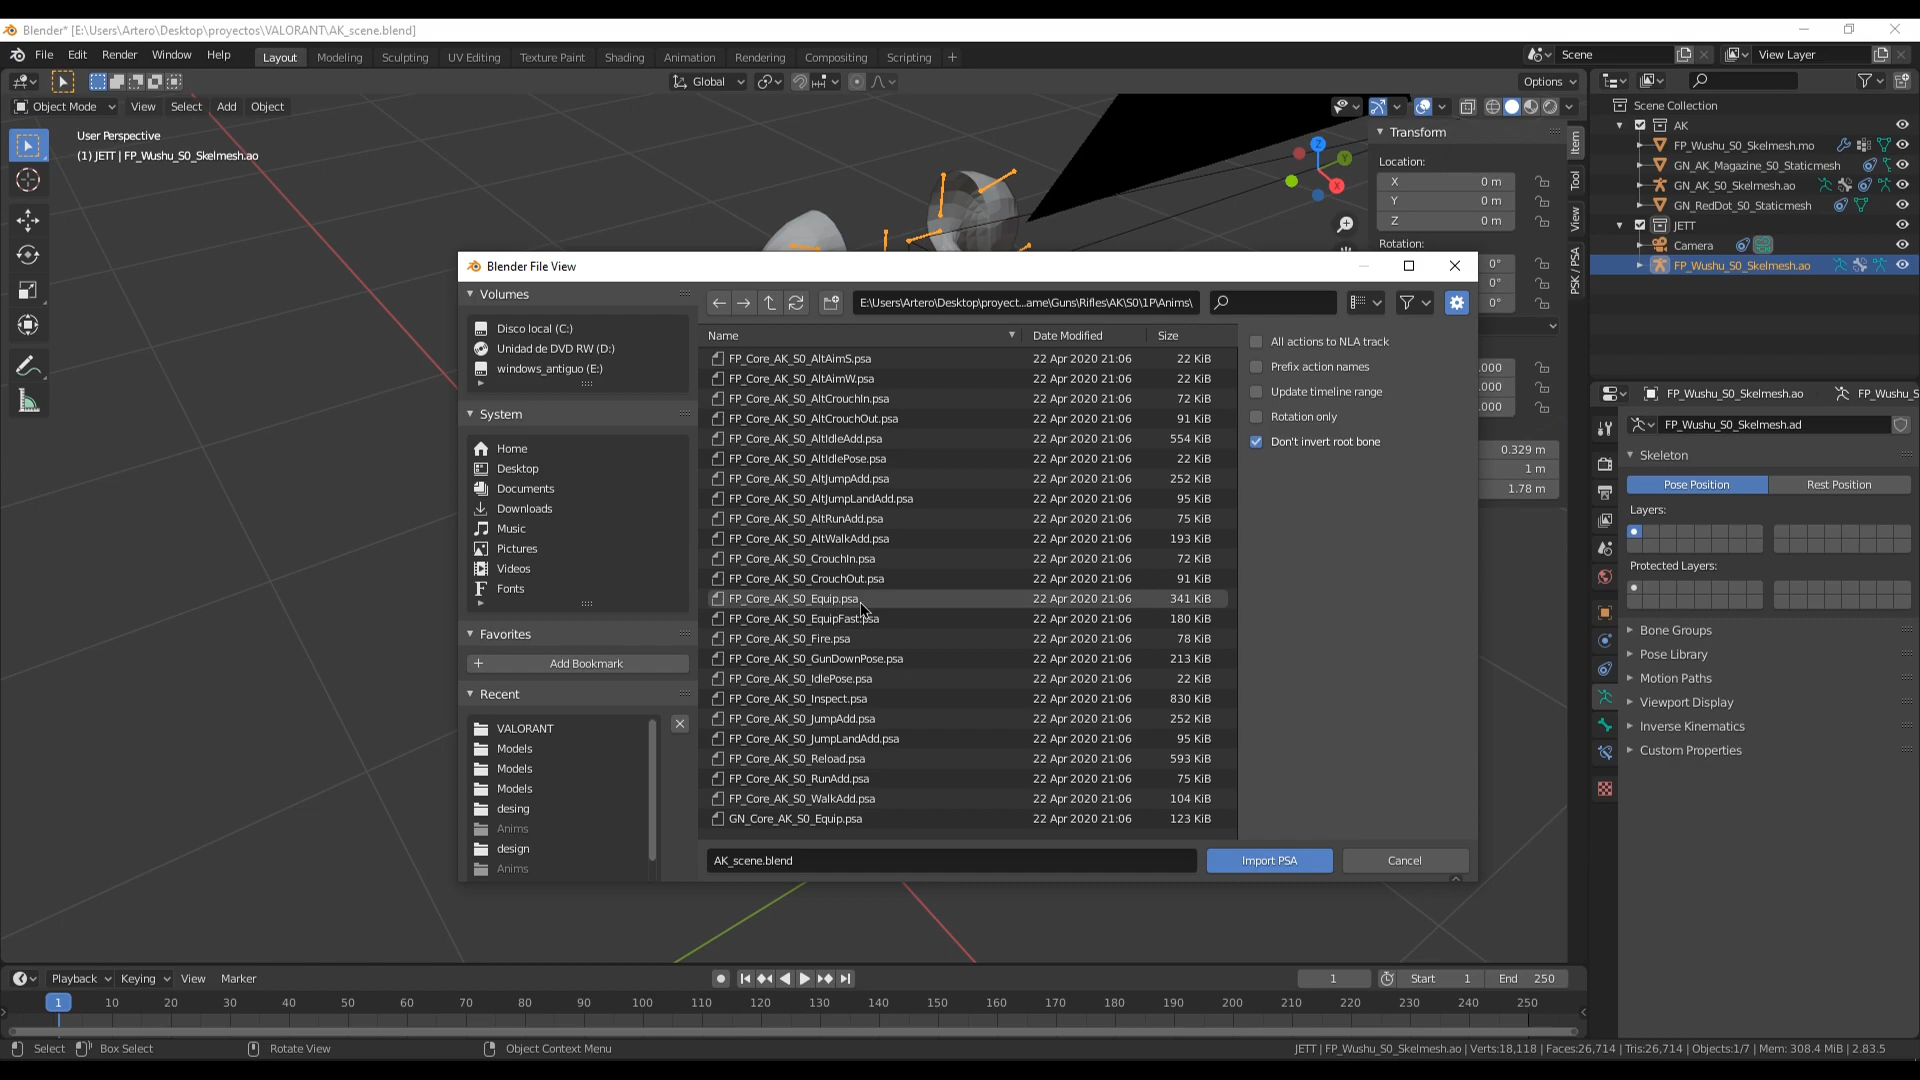 Blender* [E:\Users\Artero\Desktop\proyectos\VALORANT\AK_scene.blend]
File Edit Render Window Help Layout Modeling Sculpting UV Editing Texture Paint Shading Animation Rendering Compositing Scripting + Scene View Layer
Global Options
Object Mode View Select Add Object
User Perspective
(1) JETT | FP_Wushu_S0_Skelmesh.ao
Z
Y
X
Transform
Location:
X 0 m
Y 0 m
Z 0 m
Rotation:
0°
0°
0°
.000
.000
.000
0.329 m
1 m
1.78 m
Item
Tool
View
PSK / PSA
Scene Collection
AK
FP_Wushu_S0_Skelmesh.mo
GN_AK_Magazine_S0_Staticmesh
GN_AK_S0_Skelmesh.ao
GN_RedDot_S0_Staticmesh
JETT
Camera
FP_Wushu_S0_Skelmesh.ao
FP_Wushu_S0_Skelmesh.ao FP_Wushu_S
FP_Wushu_S0_Skelmesh.ad
Skeleton
Pose Position Rest Position
Layers:
Protected Layers:
Bone Groups
Pose Library
Motion Paths
Viewport Display
Inverse Kinematics
Custom Properties
Blender File View
Volumes
Disco local (C:)
Unidad de DVD RW (D:)
windows_antiguo (E:)
System
Home
Desktop
Documents
Downloads
Music
Pictures
Videos
Fonts
Favorites
Add Bookmark
Recent
VALORANT
Models
Models
Models
desing
Anims
design
Anims
E:\Users\Artero\Desktop\proyect...ame\Guns\Rifles\AK\S0\1P\Anims\
Name Date Modified Size
FP_Core_AK_S0_AltAimS.psa 22 Apr 2020 21:06 22 KiB
FP_Core_AK_S0_AltAimW.psa 22 Apr 2020 21:06 22 KiB
FP_Core_AK_S0_AltCrouchIn.psa 22 Apr 2020 21:06 72 KiB
FP_Core_AK_S0_AltCrouchOut.psa 22 Apr 2020 21:06 91 KiB
FP_Core_AK_S0_AltIdleAdd.psa 22 Apr 2020 21:06 554 KiB
FP_Core_AK_S0_AltIdlePose.psa 22 Apr 2020 21:06 22 KiB
FP_Core_AK_S0_AltJumpAdd.psa 22 Apr 2020 21:06 252 KiB
FP_Core_AK_S0_AltJumpLandAdd.psa 22 Apr 2020 21:06 95 KiB
FP_Core_AK_S0_AltRunAdd.psa 22 Apr 2020 21:06 75 KiB
FP_Core_AK_S0_AltWalkAdd.psa 22 Apr 2020 21:06 193 KiB
FP_Core_AK_S0_CrouchIn.psa 22 Apr 2020 21:06 72 KiB
FP_Core_AK_S0_CrouchOut.psa 22 Apr 2020 21:06 91 KiB
FP_Core_AK_S0_Equip.psa 22 Apr 2020 21:06 341 KiB
FP_Core_AK_S0_EquipFast.psa 22 Apr 2020 21:06 180 KiB
FP_Core_AK_S0_Fire.psa 22 Apr 2020 21:06 78 KiB
FP_Core_AK_S0_GunDownPose.psa 22 Apr 2020 21:06 213 KiB
FP_Core_AK_S0_IdlePose.psa 22 Apr 2020 21:06 22 KiB
FP_Core_AK_S0_Inspect.psa 22 Apr 2020 21:06 830 KiB
FP_Core_AK_S0_JumpAdd.psa 22 Apr 2020 21:06 252 KiB
FP_Core_AK_S0_JumpLandAdd.psa 22 Apr 2020 21:06 95 KiB
FP_Core_AK_S0_Reload.psa 22 Apr 2020 21:06 593 KiB
FP_Core_AK_S0_RunAdd.psa 22 Apr 2020 21:06 75 KiB
FP_Core_AK_S0_WalkAdd.psa 22 Apr 2020 21:06 104 KiB
GN_Core_AK_S0_Equip.psa 22 Apr 2020 21:06 123 KiB
All actions to NLA track
Prefix action names
Update timeline range
Rotation only
Don't invert root bone
AK_scene.blend Import PSA Cancel
Playback Keying View Marker 1 Start 1 End 250
1 10 20 30 40 50 60 70 80 90 100 110 120 130 140 150 160 170 180 190 200 210 220 230 240 250
Select Box Select Rotate View Object Context Menu JETT | FP_Wushu_S0_Skelmesh.ao | Verts:18,118 | Faces:26,714 | Tris:26,714 | Objects:1/7 | Mem: 308.4 MiB | 2.83.5